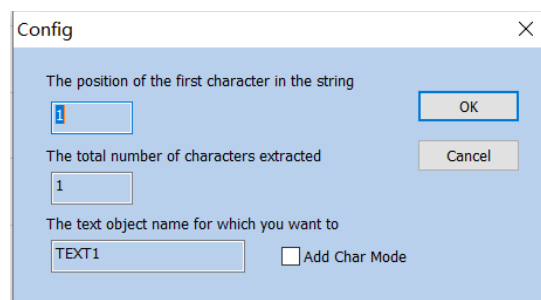 Config
The position of the first character in the string
1
OK
The total number of characters extracted
Cancel
1
The text object name for which you want to
TEXT1
Add Char Mode